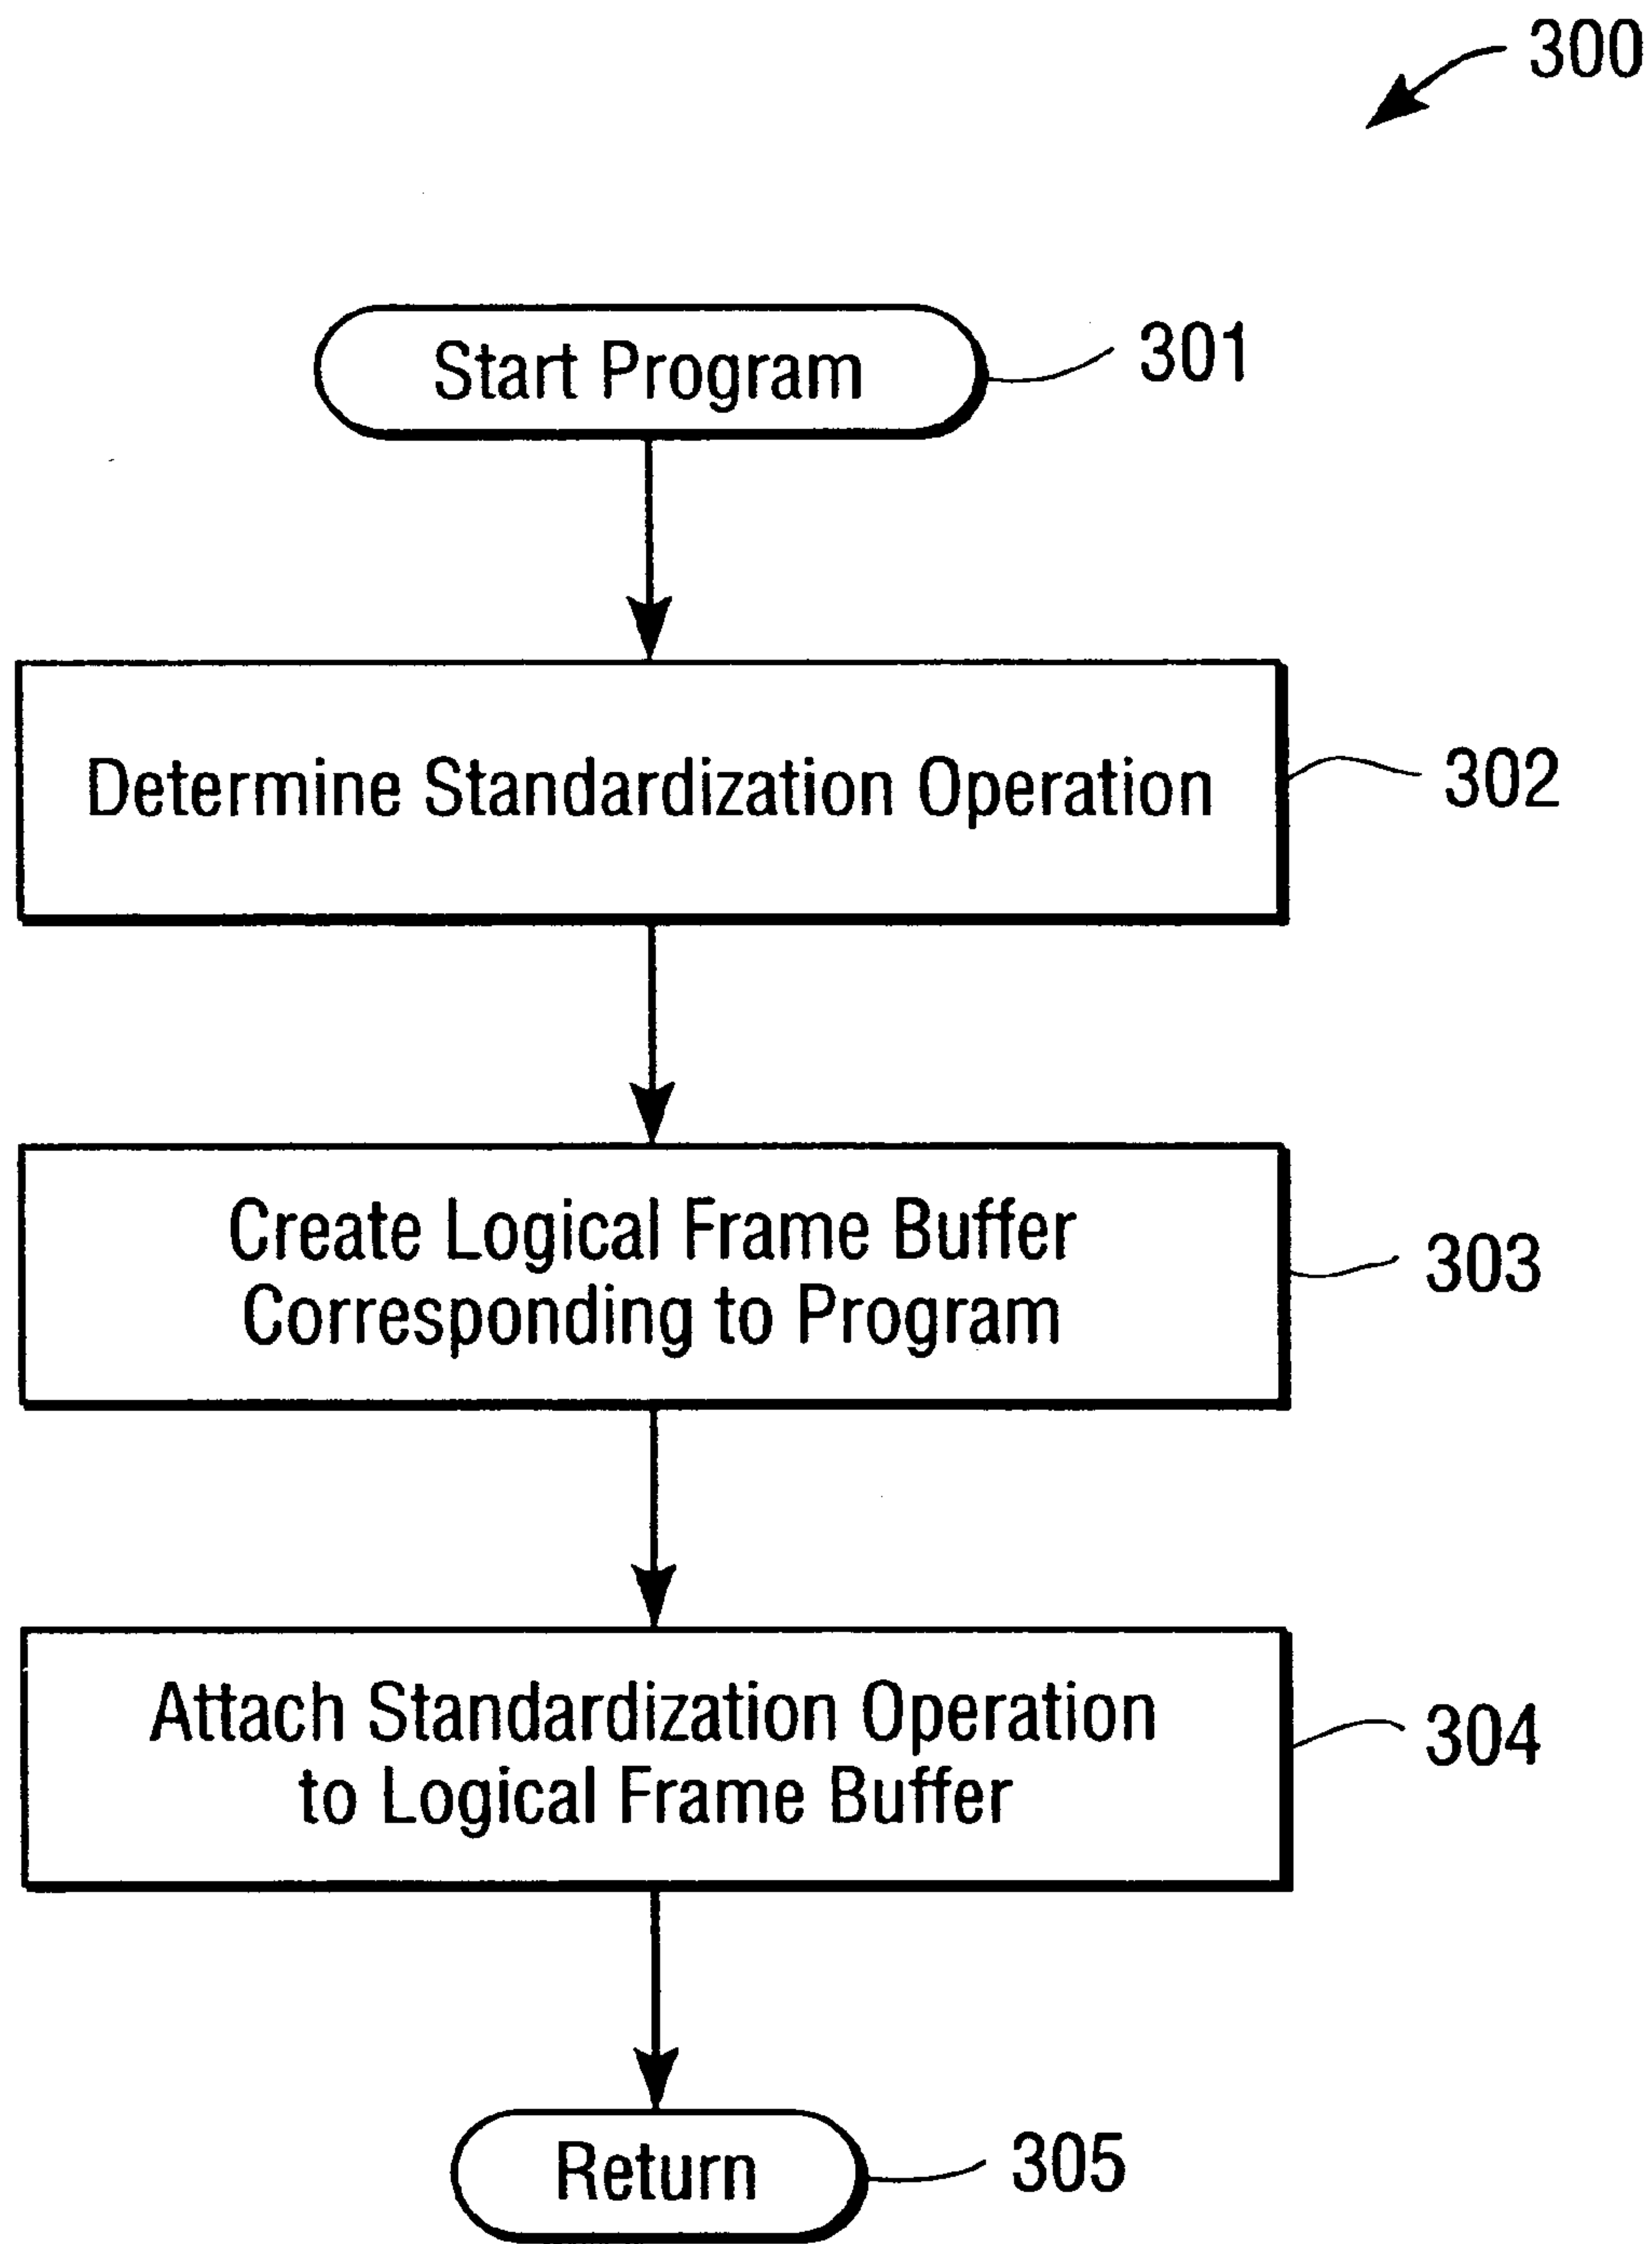 300
Start Program
301
Determine Standardization Operation
302
Create Logical Frame Buffer
Corresponding to Program
303
Attach Standardization Operation
to Logical Frame Buffer
304
Return
305